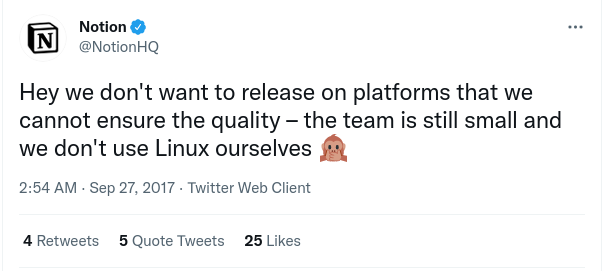 Notion
@NotionHQ
Hey we don't want to release on platforms that we
cannot ensure the quality – the team is still small and
we don't use Linux ourselves 🙊
2:54 AM · Sep 27, 2017 · Twitter Web Client
4 Retweets 5 Quote Tweets 25 Likes